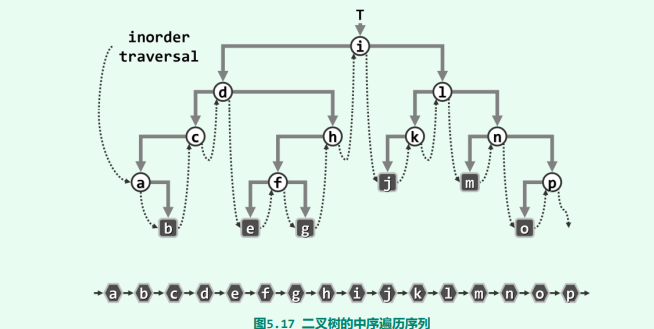 T
inorder
traversal
i
d l
c h k n
a f j m p
b e g o
a b c d e f g h i j k l m n o p
图5.17 二叉树的中序遍历序列